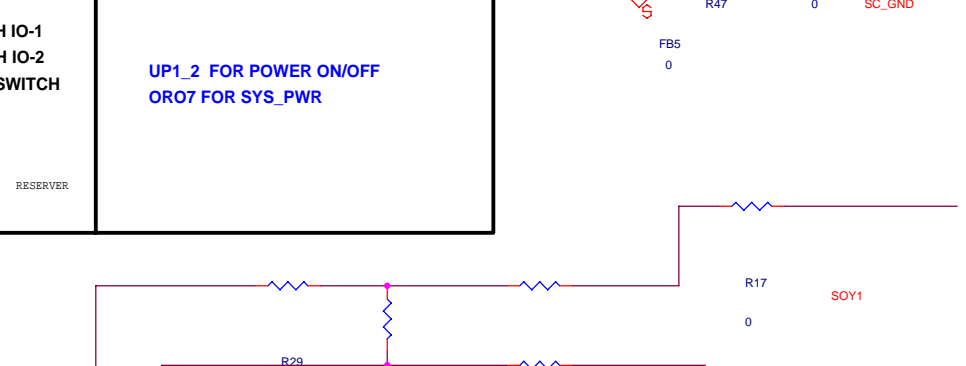 R47 0 SC_GND
H IO-1
H IO-2
SWITCH
UP1_2 FOR POWER ON/OFF
ORO7 FOR SYS_PWR
FB5
0
RESERVER
R17
SOY1
0
R29